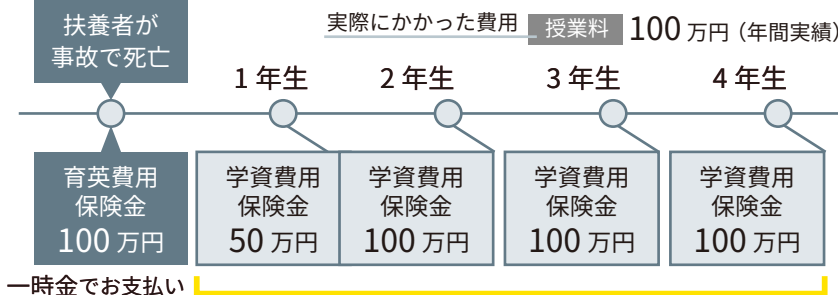 扶養者が
事故で死亡
実際にかかった費用 授業料 100 万円（年間実績）
1 年生 2 年生 3 年生 4 年生
育英費用
保険金
100 万円
学資費用
保険金
50 万円
学資費用
保険金
100 万円
学資費用
保険金
100 万円
学資費用
保険金
100 万円
一時金でお支払い